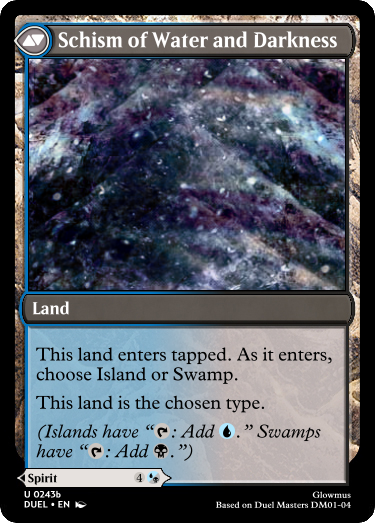 Schism of Water and Darkness
Land
This land enters tapped. As it enters,
choose Island or Swamp.
This land is the chosen type.
(Islands have “: Add .” Swamps
have “: Add .”)
Spirit 4
U 0243b
DUEL • EN
Glowmus
Based on Duel Masters DM01-04